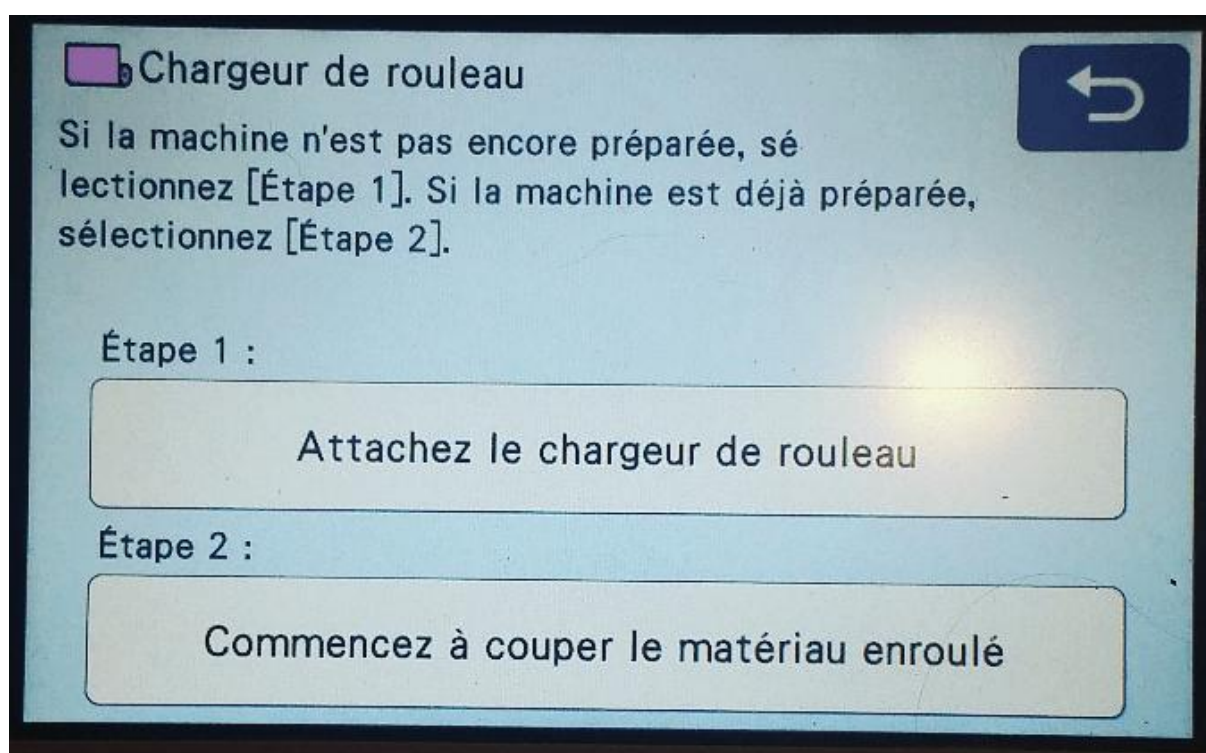 Chargeur de rouleau
Si la machine n'est pas encore préparée, sé
lectionnez [Étape 1]. Si la machine est déjà préparée,
sélectionnez [Étape 2].
Étape 1 :
Attachez le chargeur de rouleau
Étape 2 :
Commencez à couper le matériau enroulé